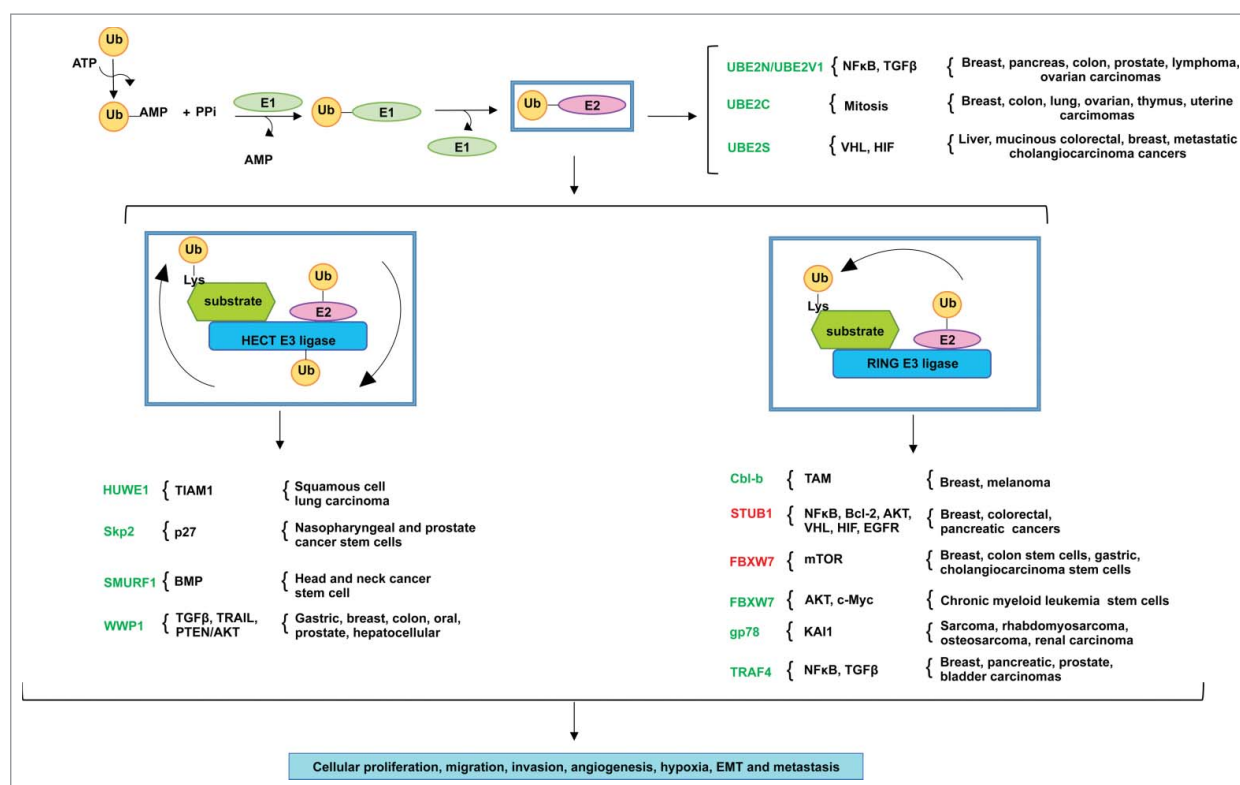 Ub
ATP
Ub
AMP
+ PPi
E1
AMP
Ub
E1
E1
Ub
E2
UBE2N/UBE2V1 { NFκB, TGFβ { Breast, pancreas, colon, prostate, lymphoma,
ovarian carcinomas
UBE2C { Mitosis { Breast, colon, lung, ovarian, thymus, uterine
carcimomas
UBE2S { VHL, HIF { Liver, mucinous colorectal, breast, metastatic
cholangiocarcinoma cancers
Ub
Lys
substrate
Ub
E2
HECT E3 ligase
Ub
Ub
Lys
substrate
Ub
E2
RING E3 ligase
HUWE1 { TIAM1 { Squamous cell
lung carcinoma
Skp2 { p27 { Nasopharyngeal and prostate
cancer stem cells
SMURF1 { BMP { Head and neck cancer
stem cell
WWP1 { TGFβ, TRAIL, { Gastric, breast, colon, oral,
PTEN/AKT prostate, hepatocellular
Cbl-b { TAM { Breast, melanoma
STUB1 { NFκB, Bcl-2, AKT, { Breast, colorectal,
VHL, HIF, EGFR pancreatic cancers
FBXW7 { mTOR { Breast, colon stem cells, gastric,
cholangiocarcinoma stem cells
FBXW7 { AKT, c-Myc { Chronic myeloid leukemia stem cells
gp78 { KAI1 { Sarcoma, rhabdomyosarcoma,
osteosarcoma, renal carcinoma
TRAF4 { NFκB, TGFβ { Breast, pancreatic, prostate,
bladder carcinomas
Cellular proliferation, migration, invasion, angiogenesis, hypoxia, EMT and metastasis